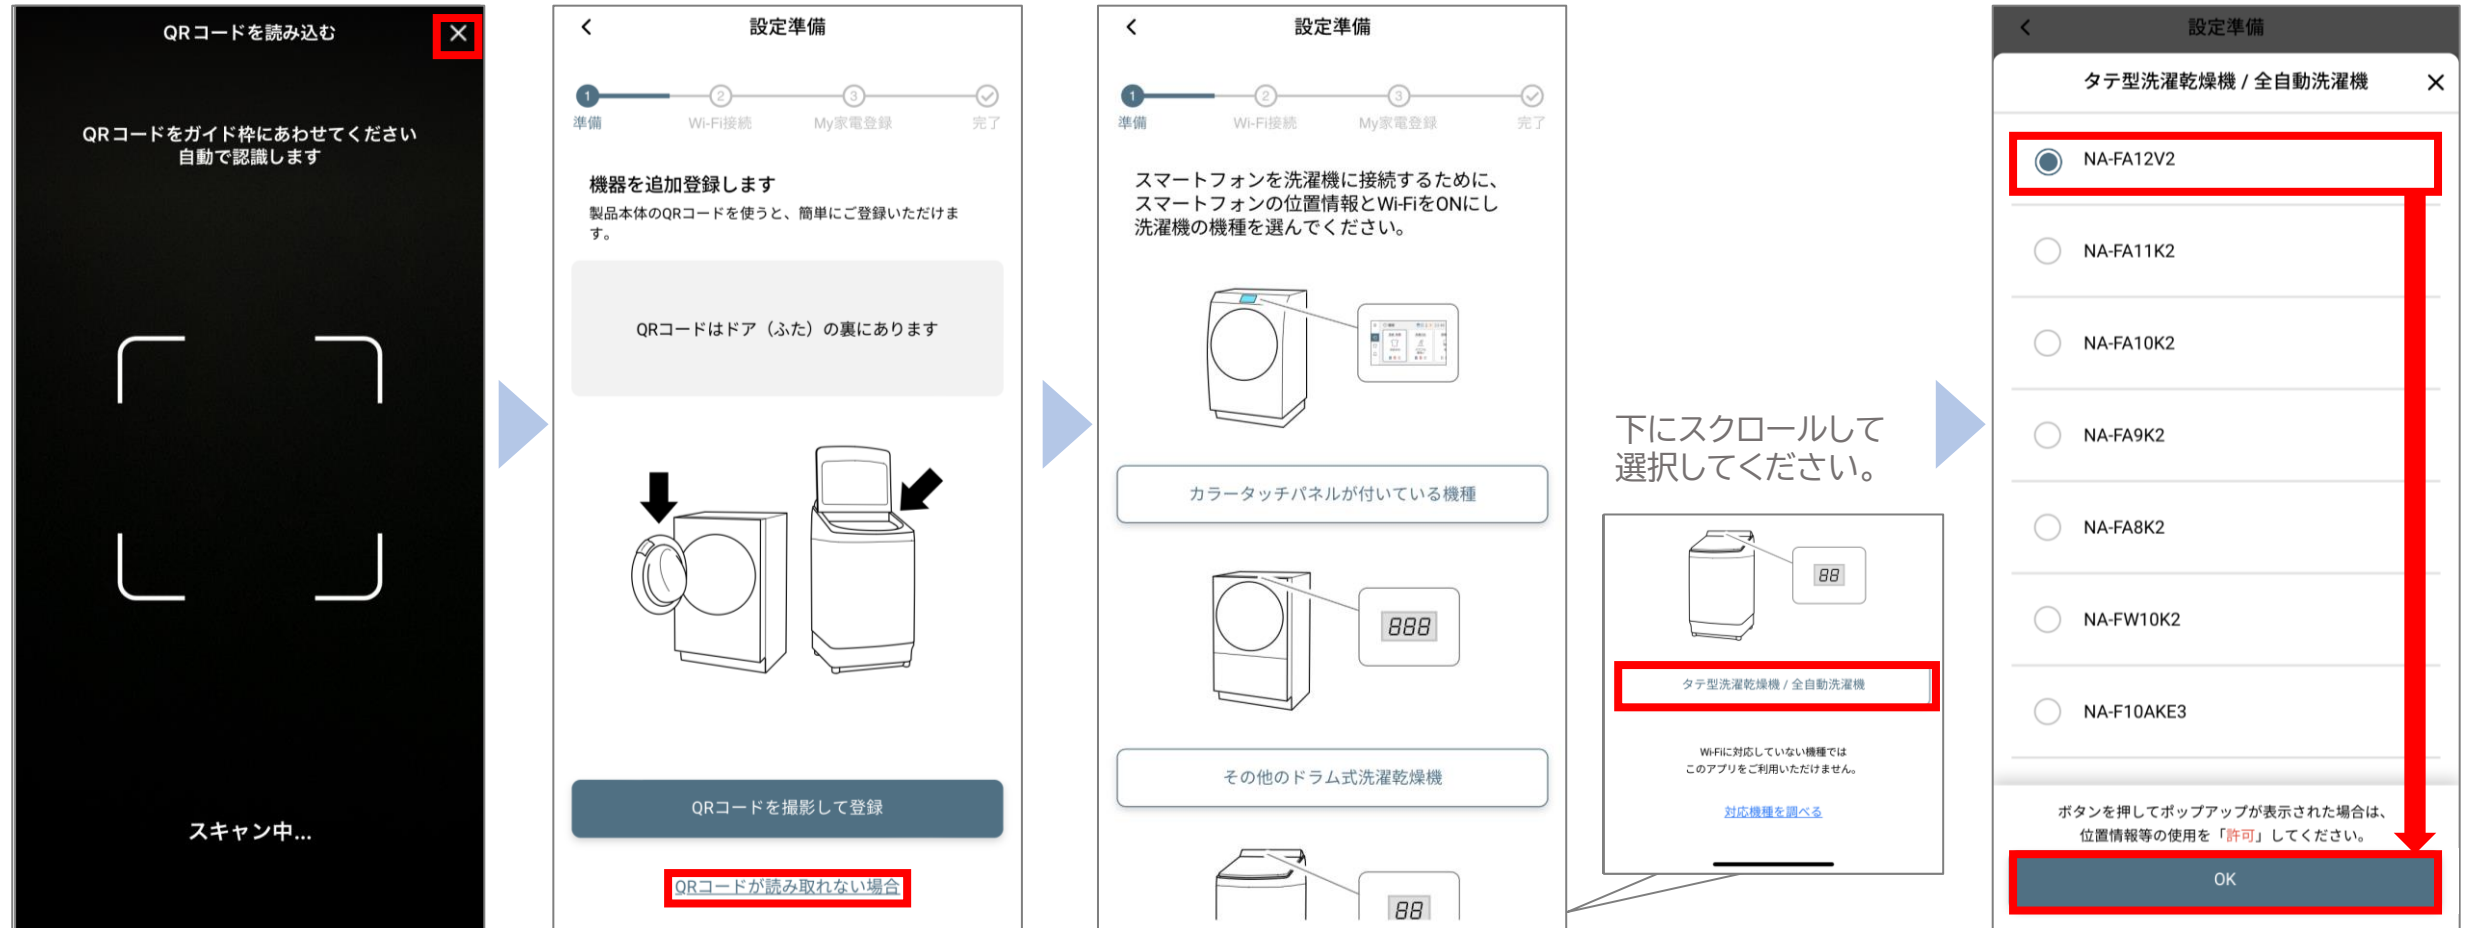 QRコードを読み込む
QRコードをガイド枠にあわせてください
自動で認識します
スキャン中...
設定準備
1
2
3
準備
Wi-Fi接続
My家電登録
完了
機器を追加登録します
製品本体のQRコードを使うと、簡単にご登録いただけま
す。
QRコードはドア（ふた）の裏にあります
QRコードを撮影して登録
QRコードが読み取れない場合
設定準備
1
2
3
準備
Wi-Fi接続
My家電登録
完了
スマートフォンを洗濯機に接続するために、
スマートフォンの位置情報とWi-FiをONにし
洗濯機の機種を選んでください。
カラータッチパネルが付いている機種
888
その他のドラム式洗濯乾燥機
88
下にスクロールして
選択してください。
88
タテ型洗濯乾燥機 / 全自動洗濯機
Wi-Fiに対応していない機種では
このアプリをご利用いただけません。
対応機種を調べる
設定準備
タテ型洗濯乾燥機 / 全自動洗濯機
NA-FA12V2
NA-FA11K2
NA-FA10K2
NA-FA9K2
NA-FA8K2
NA-FW10K2
NA-F10AKE3
ボタンを押してポップアップが表示された場合は、
位置情報等の使用を「許可」してください。
OK